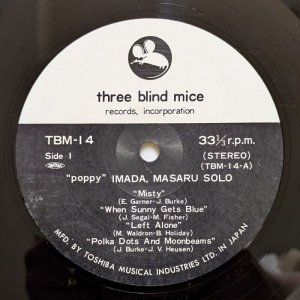 three blind mice
records, incorporation
TBM-14
33⅓ r.p.m.
Side 1
(STEREO)
(TBM-14-A)
"poppy" IMADA, MASARU SOLO
"Misty"
(E. Garner-J. Burke)
"When Sunny Gets Blue"
(J. Segal-M. Fisher)
"Left Alone"
(M. Waldron-B. Holiday)
"Polka Dots And Moonbeams"
(J. Burke-J. V. Heusen)
MFD. BY TOSHIBA MUSICAL INDUSTRIES LTD. IN JAPAN